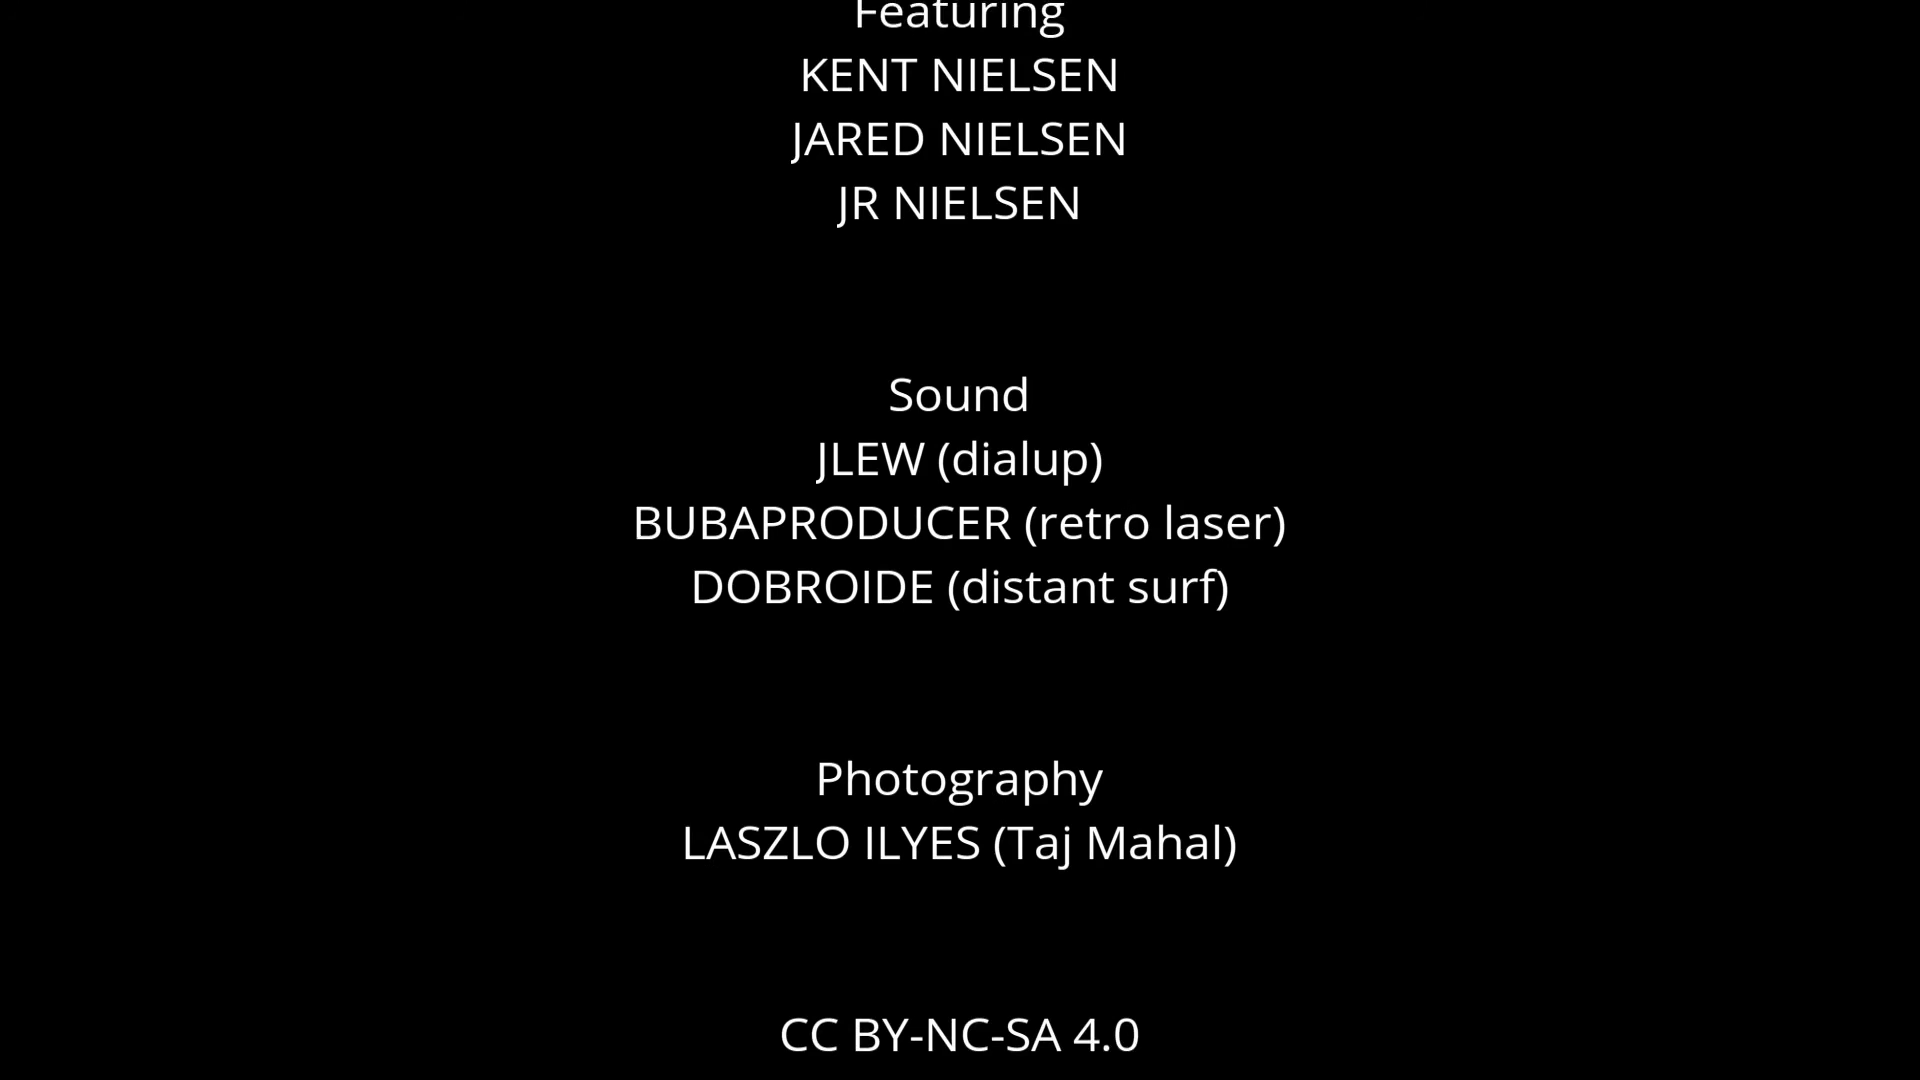 Featuring
KENT NIELSEN
JARED NIELSEN
JR NIELSEN
Sound
JLEW (dialup)
BUBAPRODUCER (retro laser)
DOBROIDE (distant surf)
Photography
LASZLO ILYES (Taj Mahal)
CC BY-NC-SA 4.0